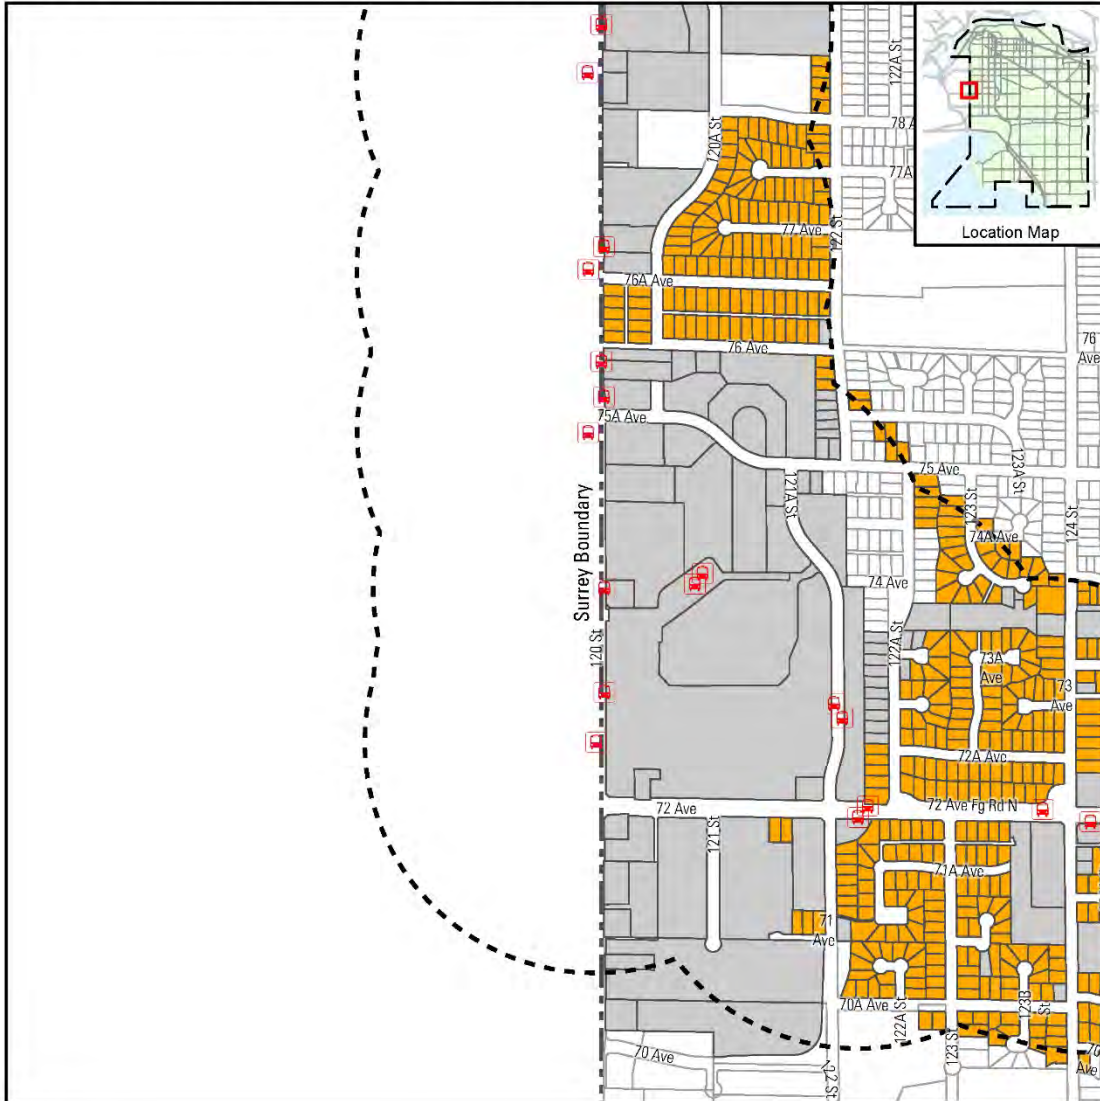 122A St
78 A
120A St
77A
Location Map
77 Ave
122 St
76A Ave
76 Ave
76
Ave
75A Ave
75 Ave
123A St
121A St
123 St
124 St
74A Ave
Surrey Boundary
74 Ave
120 St
122A St
73A
Ave
73
Ave
72A Ave
72 Ave
72 Ave Fg Rd N
121 St
71A Ave
71
Ave
70A Ave
122A St
123B
St
123 St
70 Ave
70
Ave
122 St